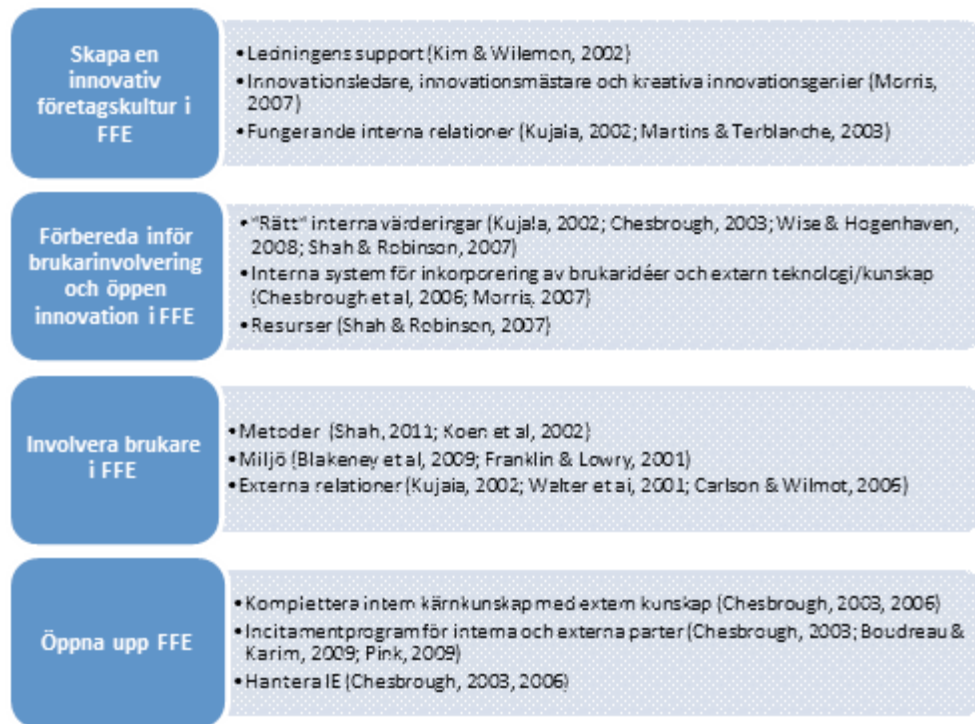 Skapa en
innovativ
företagskultur i
FFE
• Ledningens support (Kim & Wilemon, 2002)
• Innovationsledare, innovationsmästare och kreativa innovationsgenier (Morris,
2007)
• Fungerande interna relationer (Kujala, 2002; Martins & Terblanche, 2003)
Förbereda inför
brukarinvolvering
och öppen
innovation i FFE
• "Rätt" interna värderingar (Kujala, 2002; Chesbrough, 2003; Wise & Hogenhaven,
2008; Shah & Robinson, 2007)
• Interna system för inkorporering av brukaridéer och extern teknologi/kunskap
(Chesbrough et al, 2006; Morris, 2007)
• Resurser (Shah & Robinson, 2007)
Involvera brukare
i FFE
• Metoder (Shah, 2011; Koen et al, 2002)
• Miljö (Blakeney et al, 2009; Franklin & Lowry, 2001)
• Externa relationer (Kujala, 2002; Walter et al, 2001; Carlson & Wilmot, 2006)
Öppna upp FFE
• Komplettera intern kärnkunskap med extern kunskap (Chesbrough, 2003, 2006)
• Incitamentprogram för interna och externa parter (Chesbrough, 2003; Boudreau &
Karim, 2009; Pink, 2009)
• Hantera IE (Chesbrough, 2003, 2006)